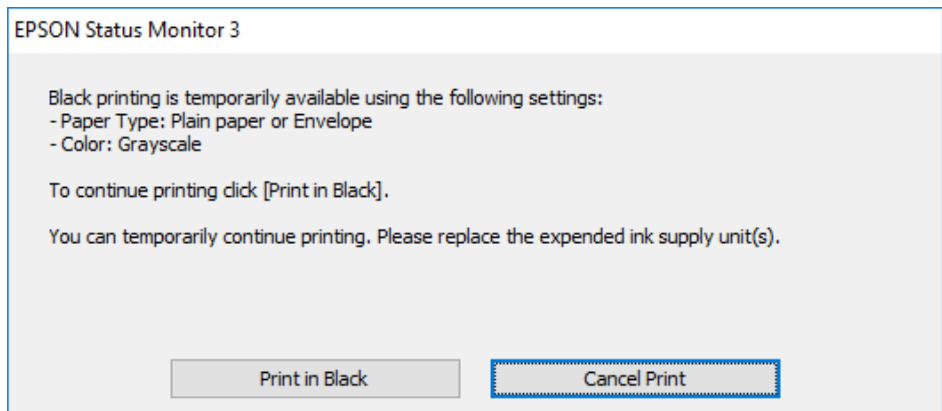 EPSON Status Monitor 3
Black printing is temporarily available using the following settings:
- Paper Type: Plain paper or Envelope
- Color: Grayscale
To continue printing click [Print in Black].
You can temporarily continue printing. Please replace the expended ink supply unit(s).
Print in Black
Cancel Print